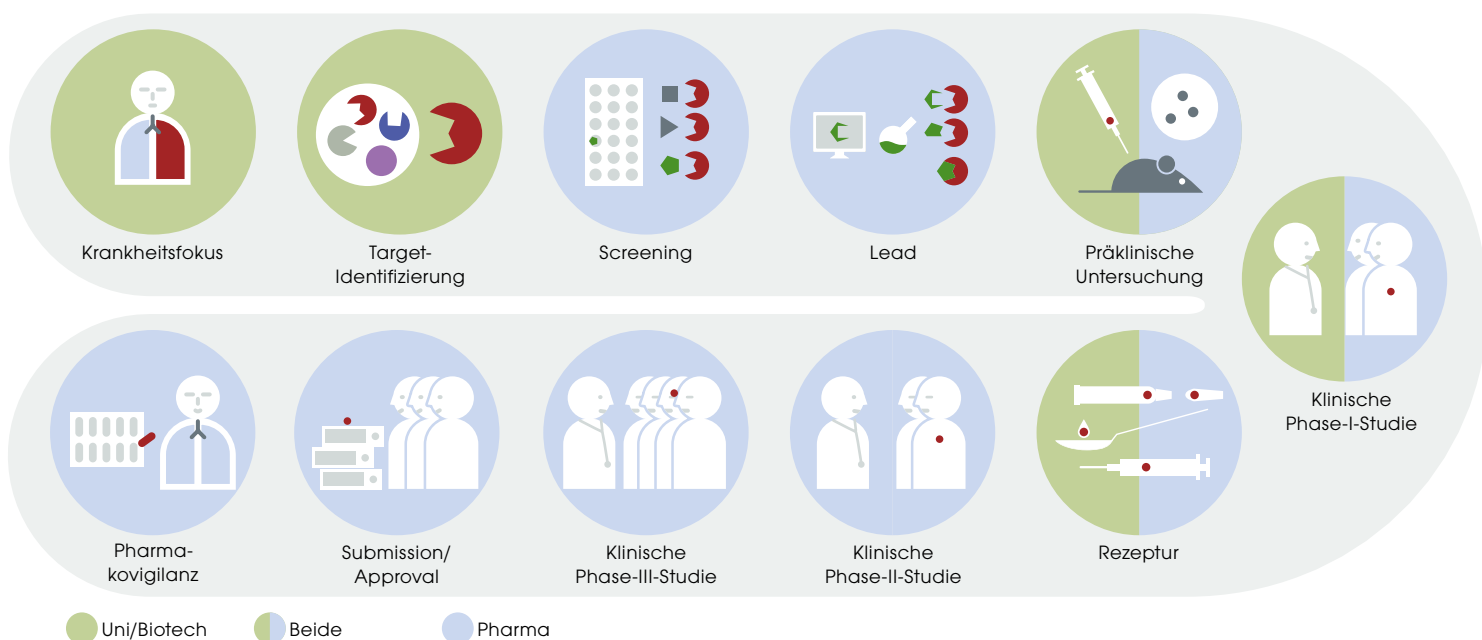 Krankheitsfokus
Target-
Identifizierung
Screening
Lead
Präklinische
Untersuchung
Klinische
Phase-I-Studie
Pharma-
kovigilanz
Submission/
Approval
Klinische
Phase-III-Studie
Klinische
Phase-II-Studie
Rezeptur
Uni/Biotech
Beide
Pharma